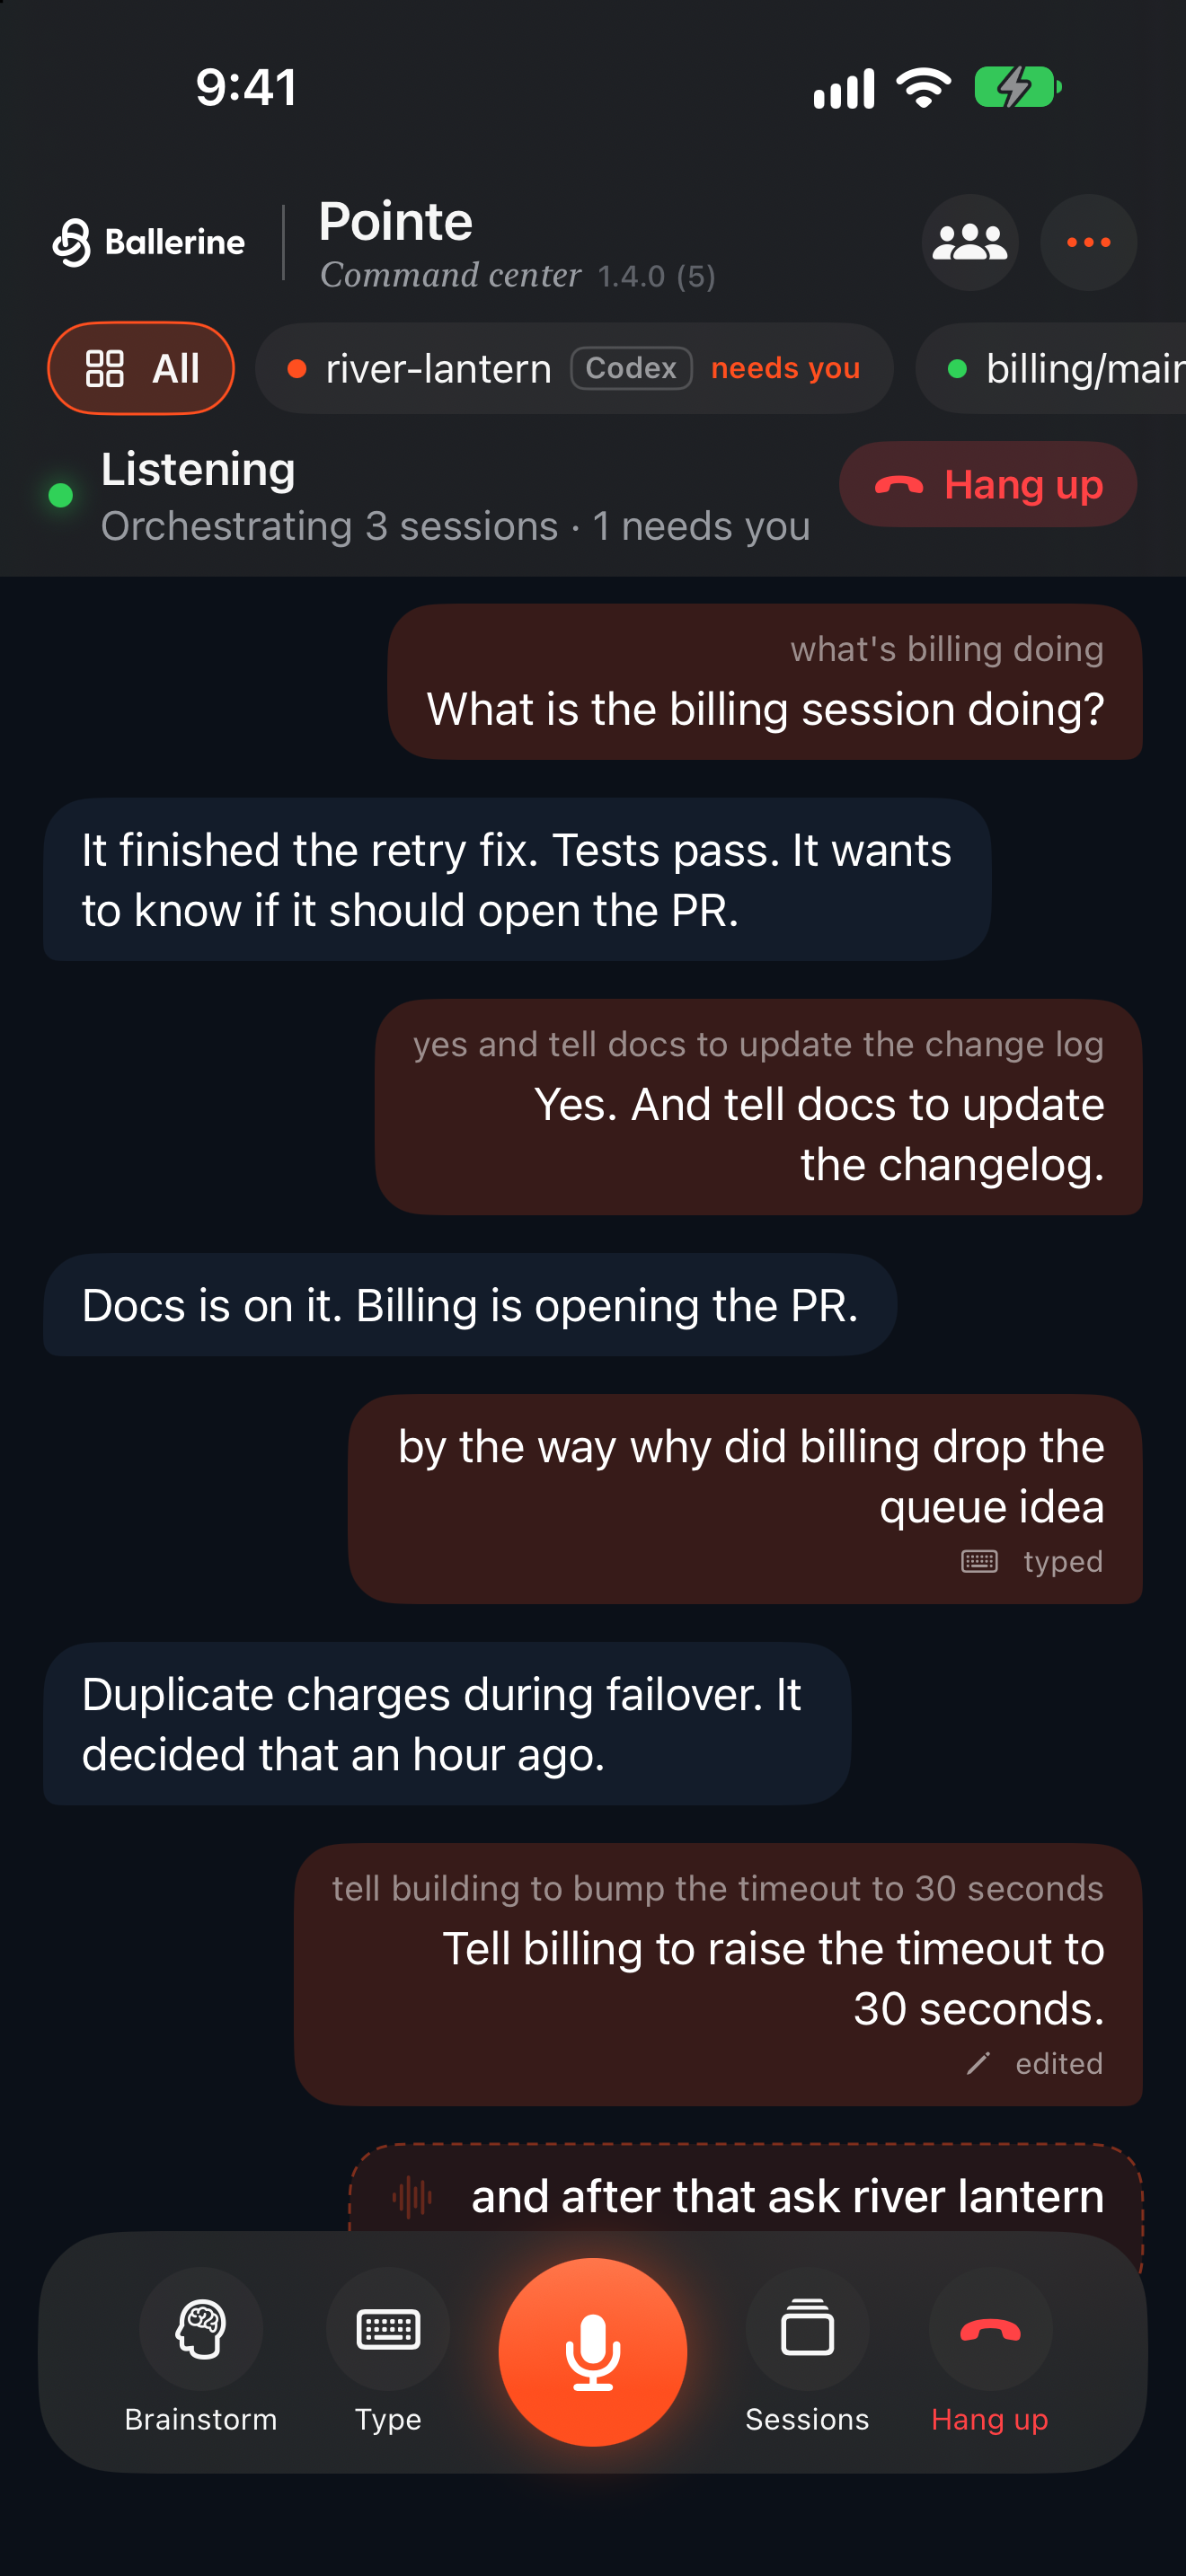 9:41
Ballerine
Pointe
Command center 1.4.0 (5)
All
river-lantern Codex needs you
billing/main
Listening
Orchestrating 3 sessions · 1 needs you
Hang up
what's billing doing
What is the billing session doing?
It finished the retry fix. Tests pass. It wants
to know if it should open the PR.
yes and tell docs to update the change log
Yes. And tell docs to update
the changelog.
Docs is on it. Billing is opening the PR.
by the way why did billing drop the
queue idea
typed
Duplicate charges during failover. It
decided that an hour ago.
tell building to bump the timeout to 30 seconds
Tell billing to raise the timeout to
30 seconds.
edited
and after that ask river lantern
Brainstorm
Type
Sessions
Hang up